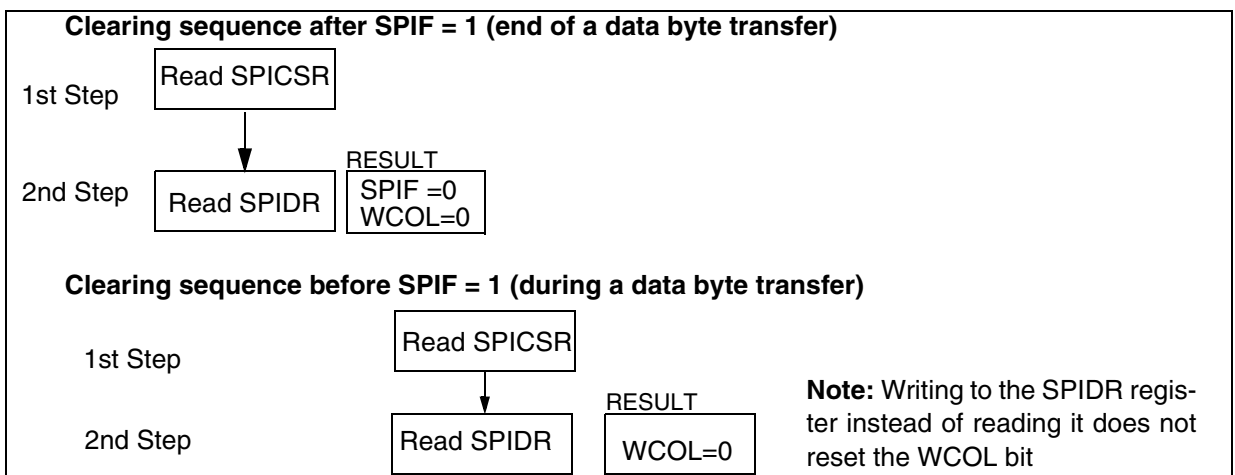 Clearing sequence after SPIF = 1 (end of a data byte transfer)
1st Step
Read SPICSR
2nd Step
Read SPIDR
RESULT
SPIF =0
WCOL=0
Clearing sequence before SPIF = 1 (during a data byte transfer)
1st Step
Read SPICSR
2nd Step
Read SPIDR
RESULT
WCOL=0
Note: Writing to the SPIDR regis-
ter instead of reading it does not
reset the WCOL bit